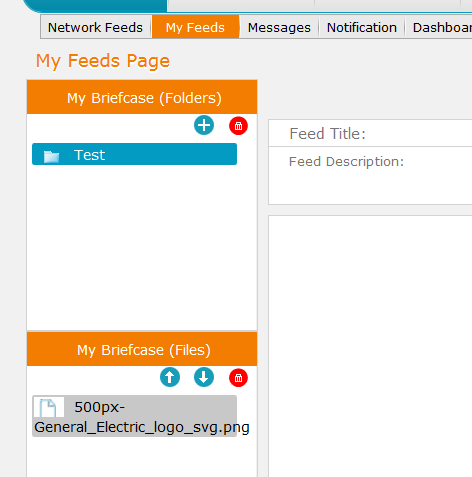 Network Feeds My Feeds Messages Notification Dashboa
My Feeds Page
My Briefcase (Folders)
Test
Feed Title:
Feed Description:
My Briefcase (Files)
500px-
General_Electric_logo_svg.png